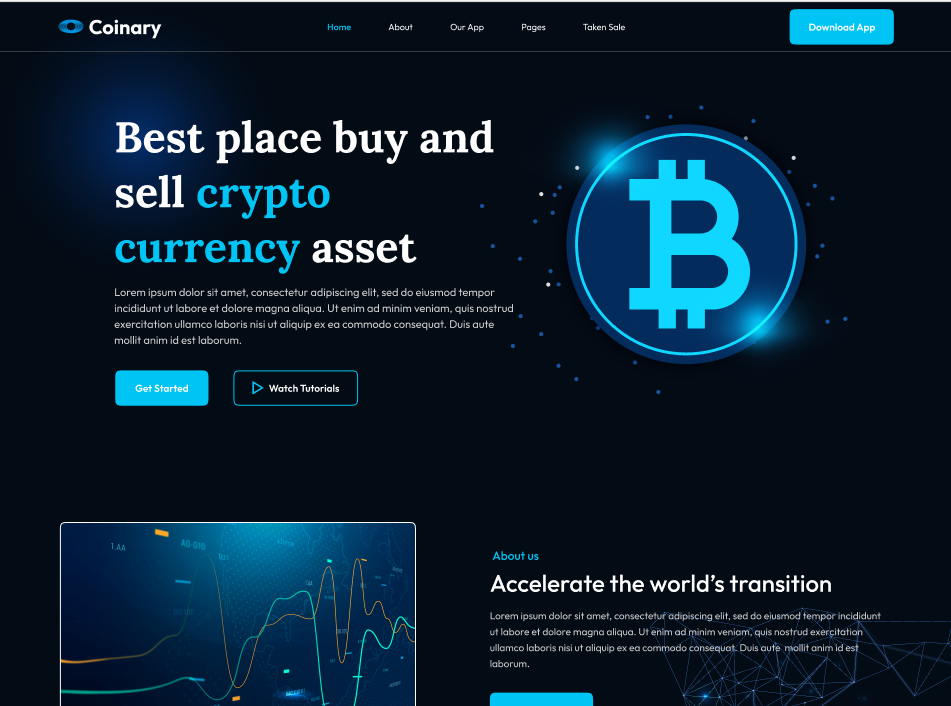 Coinary
Home About Our App Pages Taken Sale
Download App
Best place buy and
sell crypto
currency asset
Lorem ipsum dolor sit amet, consectetur adipiscing elit, sed do eiusmod tempor
incididunt ut labore et dolore magna aliqua. Ut enim ad minim veniam, quis nostrud
exercitation ullamco laboris nisi ut aliquip ex ea commodo consequat. Duis aute
mollit anim id est laborum.
Get Started
Watch Tutorials
1.AA
About us
Accelerate the world’s transition
Lorem ipsum dolor sit amet, consectetur adipiscing elit, sed do eiusmod tempor incididunt
ut labore et dolore magna aliqua. Ut enim ad minim veniam, quis nostrud exercitation
ullamco laboris nisi ut aliquip ex ea commodo consequat. Duis aute mollit anim id est
laborum.